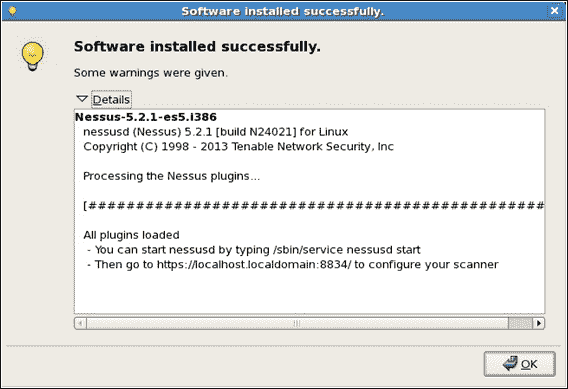 Software installed successfully.
Software installed successfully.
Some warnings were given.
Details
Nessus-5.2.1-es5.i386
nessusd (Nessus) 5.2.1 [build N24021] for Linux
Copyright (C) 1998 - 2013 Tenable Network Security, Inc
Processing the Nessus plugins...
[################################################
All plugins loaded
- You can start nessusd by typing /sbin/service nessusd start
- Then go to https://localhost.localdomain:8834/ to configure your scanner
OK